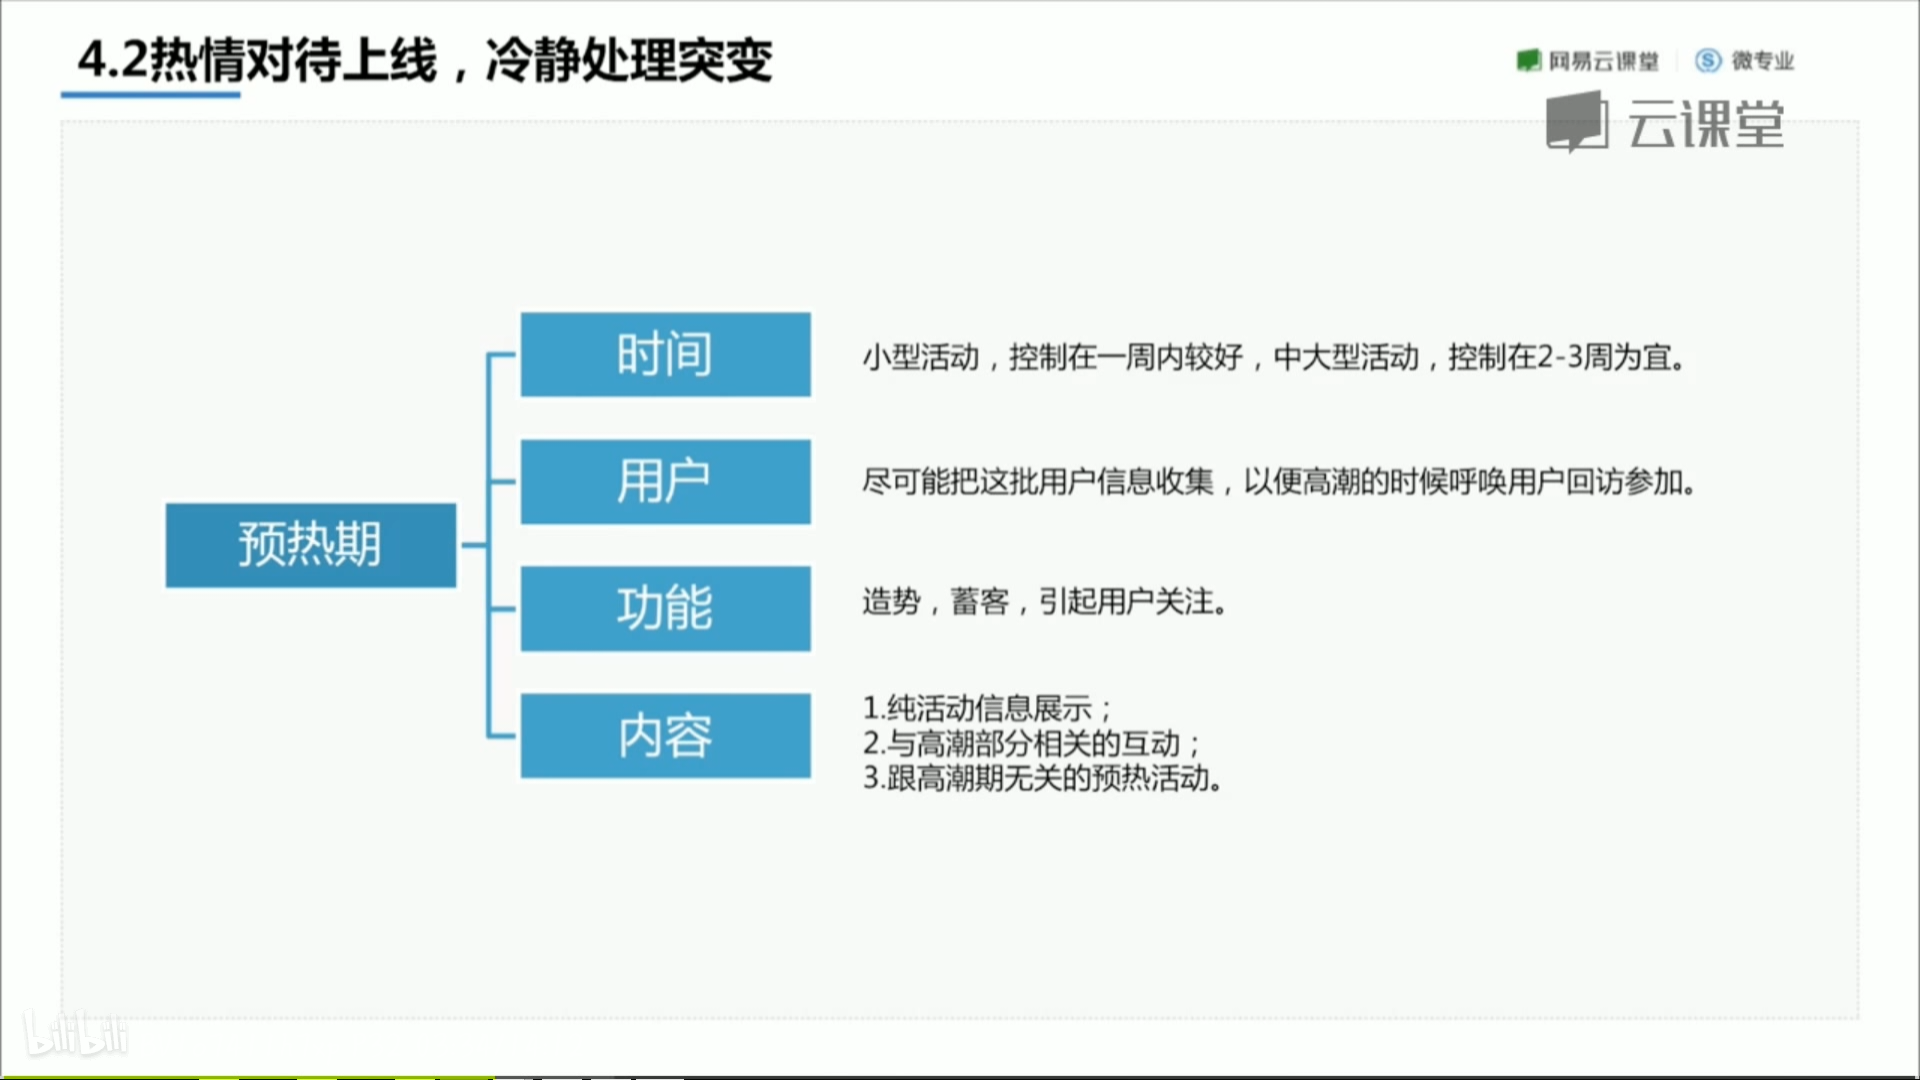 4.2热情对待上线，冷静处理突变
网易云课堂
微专业
云课堂
预热期
时间
小型活动，控制在一周内较好，中大型活动，控制在2-3周为宜。
用户
尽可能把这批用户信息收集，以便高潮的时候呼唤用户回访参加。
功能
造势，蓄客，引起用户关注。
内容
1.纯活动信息展示；
2.与高潮部分相关的互动；
3.跟高潮期无关的预热活动。
bilibili